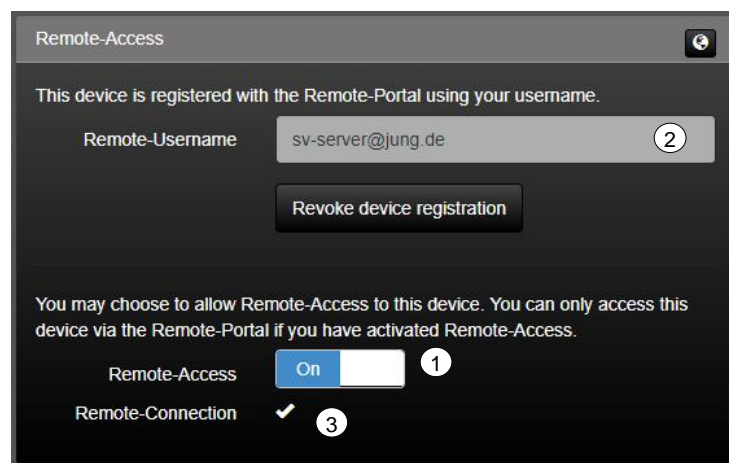 Remote-Access
This device is registered with the Remote-Portal using your username.
Remote-Username sv-server@jung.de 2
Revoke device registration
You may choose to allow Remote-Access to this device. You can only access this
device via the Remote-Portal if you have activated Remote-Access.
Remote-Access On 1
Remote-Connection 3